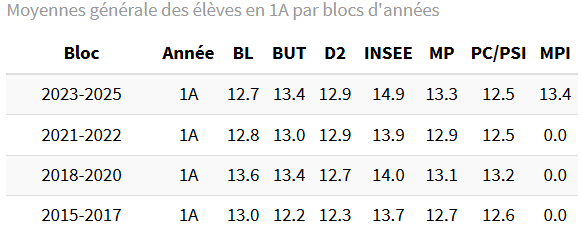 Moyennes générale des élèves en 1A par blocs d'années
Bloc Année BL BUT D2 INSEE MP PC/PSI MPI
2023-2025 1A 12.7 13.4 12.9 14.9 13.3 12.5 13.4
2021-2022 1A 12.8 13.0 12.9 13.9 12.9 12.5 0.0
2018-2020 1A 13.6 13.4 12.7 14.0 13.1 13.2 0.0
2015-2017 1A 13.0 12.2 12.3 13.7 12.7 12.6 0.0